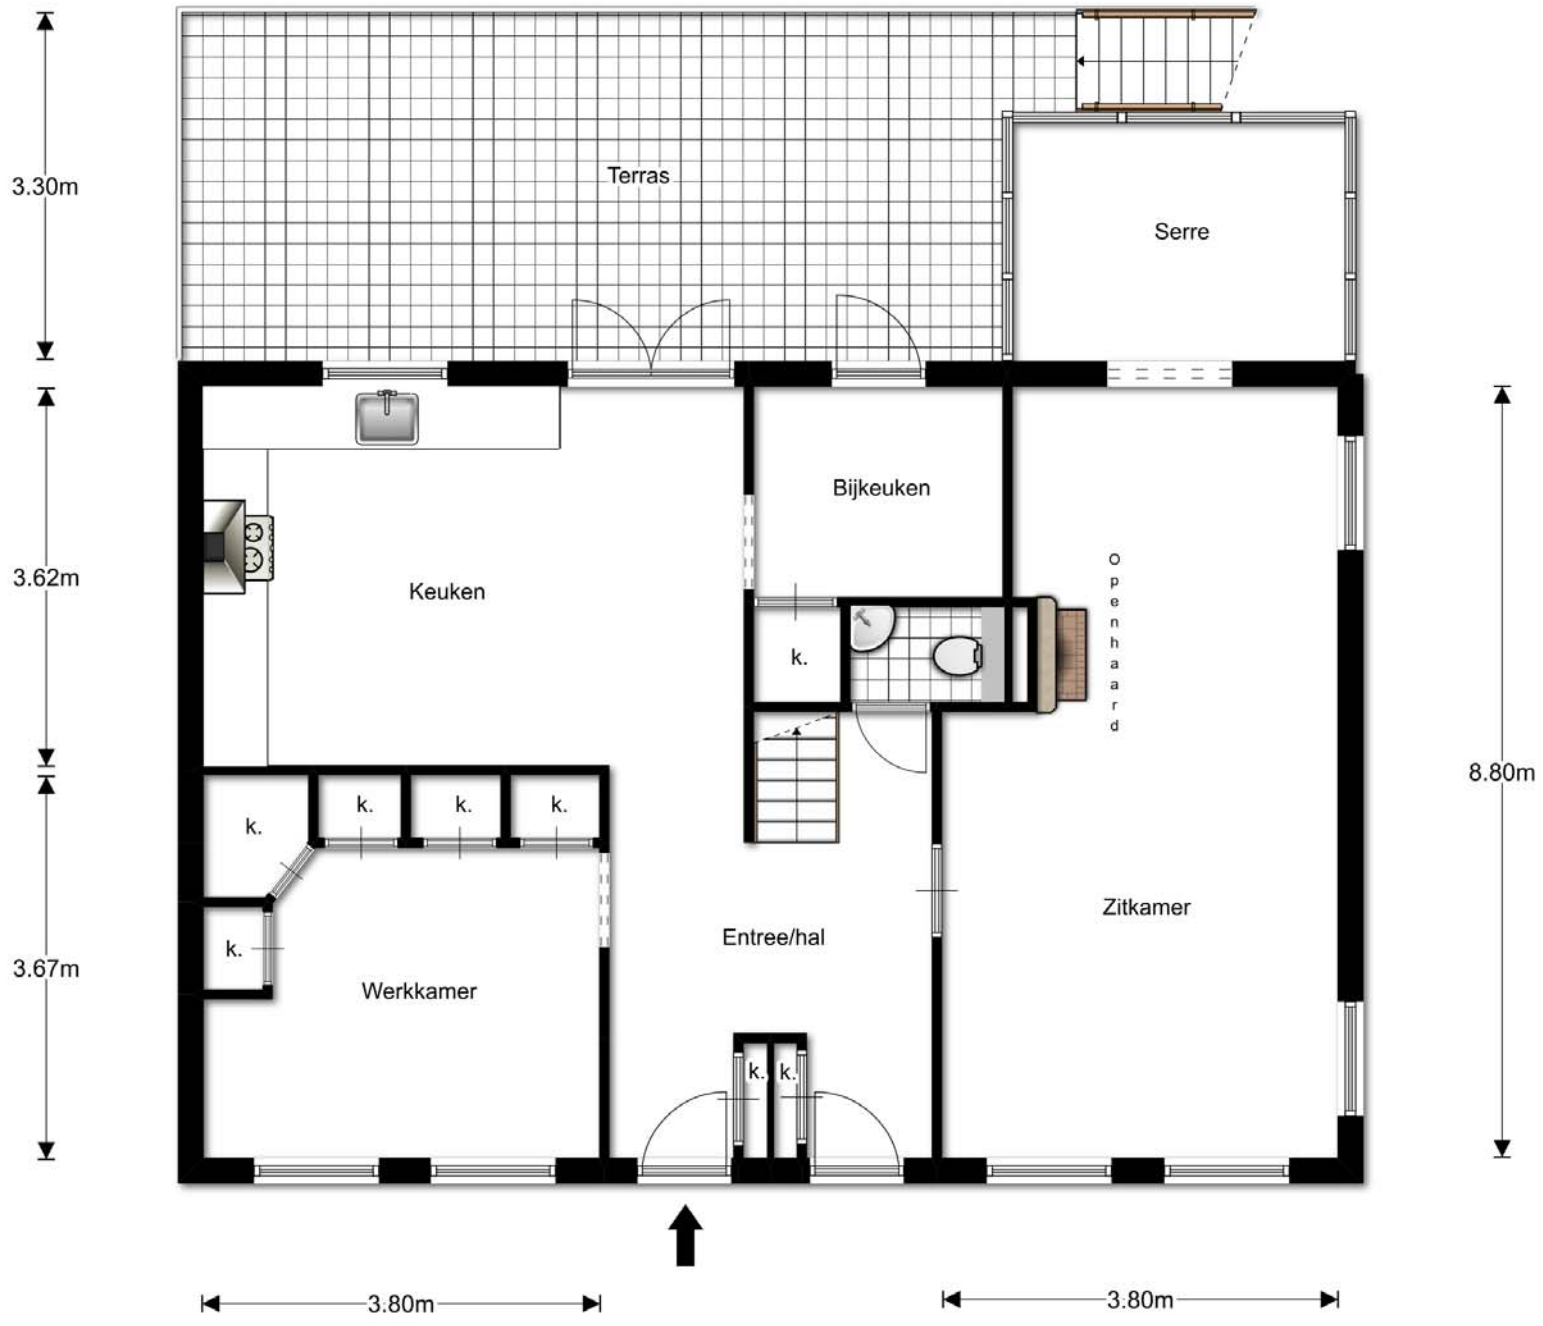 Terras
3.30m
Serre
Bijkeuken
Openhaard
3.62m
Keuken
k.
8.80m
k.
k.
k.
k.
Zitkamer
Entree/hal
k.
3.67m
Werkkamer
k.
k.
3.80m
3.80m